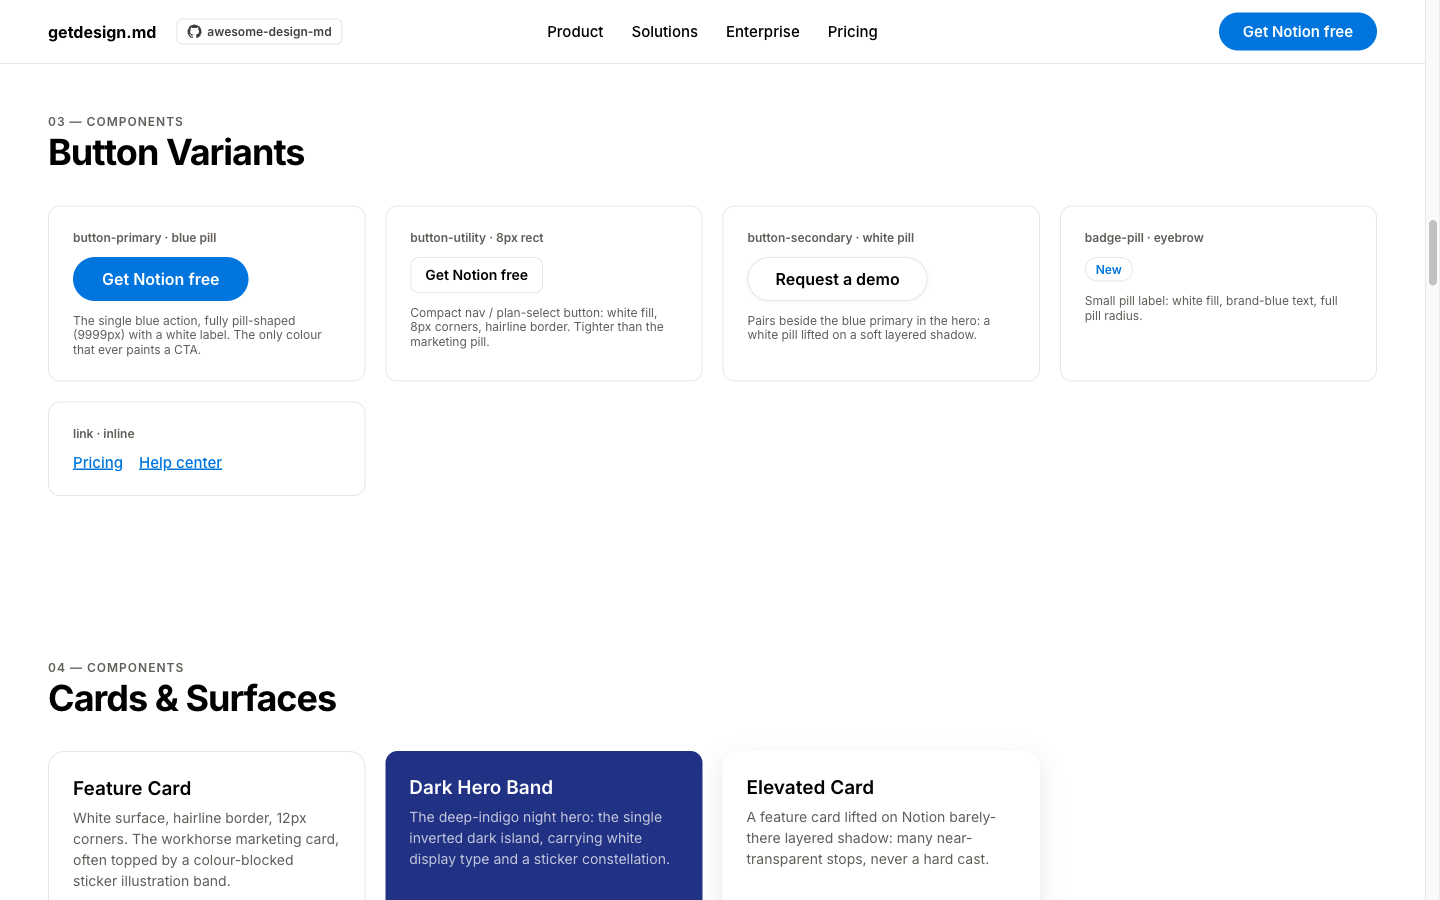 getdesign.md
awesome-design-md
Product
Solutions
Enterprise
Pricing
Get Notion free
03 — COMPONENTS
Button Variants
button-primary · blue pill
Get Notion free
The single blue action, fully pill-shaped
(9999px) with a white label. The only colour
that ever paints a CTA.
button-utility · 8px rect
Get Notion free
Compact nav / plan-select button: white fill,
8px corners, hairline border. Tighter than the
marketing pill.
button-secondary · white pill
Request a demo
Pairs beside the blue primary in the hero: a
white pill lifted on a soft layered shadow.
badge-pill · eyebrow
New
Small pill label: white fill, brand-blue text, full
pill radius.
link · inline
Pricing
Help center
04 — COMPONENTS
Cards & Surfaces
Feature Card
White surface, hairline border, 12px
corners. The workhorse marketing card,
often topped by a colour-blocked
sticker illustration band.
Dark Hero Band
The deep-indigo night hero: the single
inverted dark island, carrying white
display type and a sticker constellation.
Elevated Card
A feature card lifted on Notion barely-
there layered shadow: many near-
transparent stops, never a hard cast.